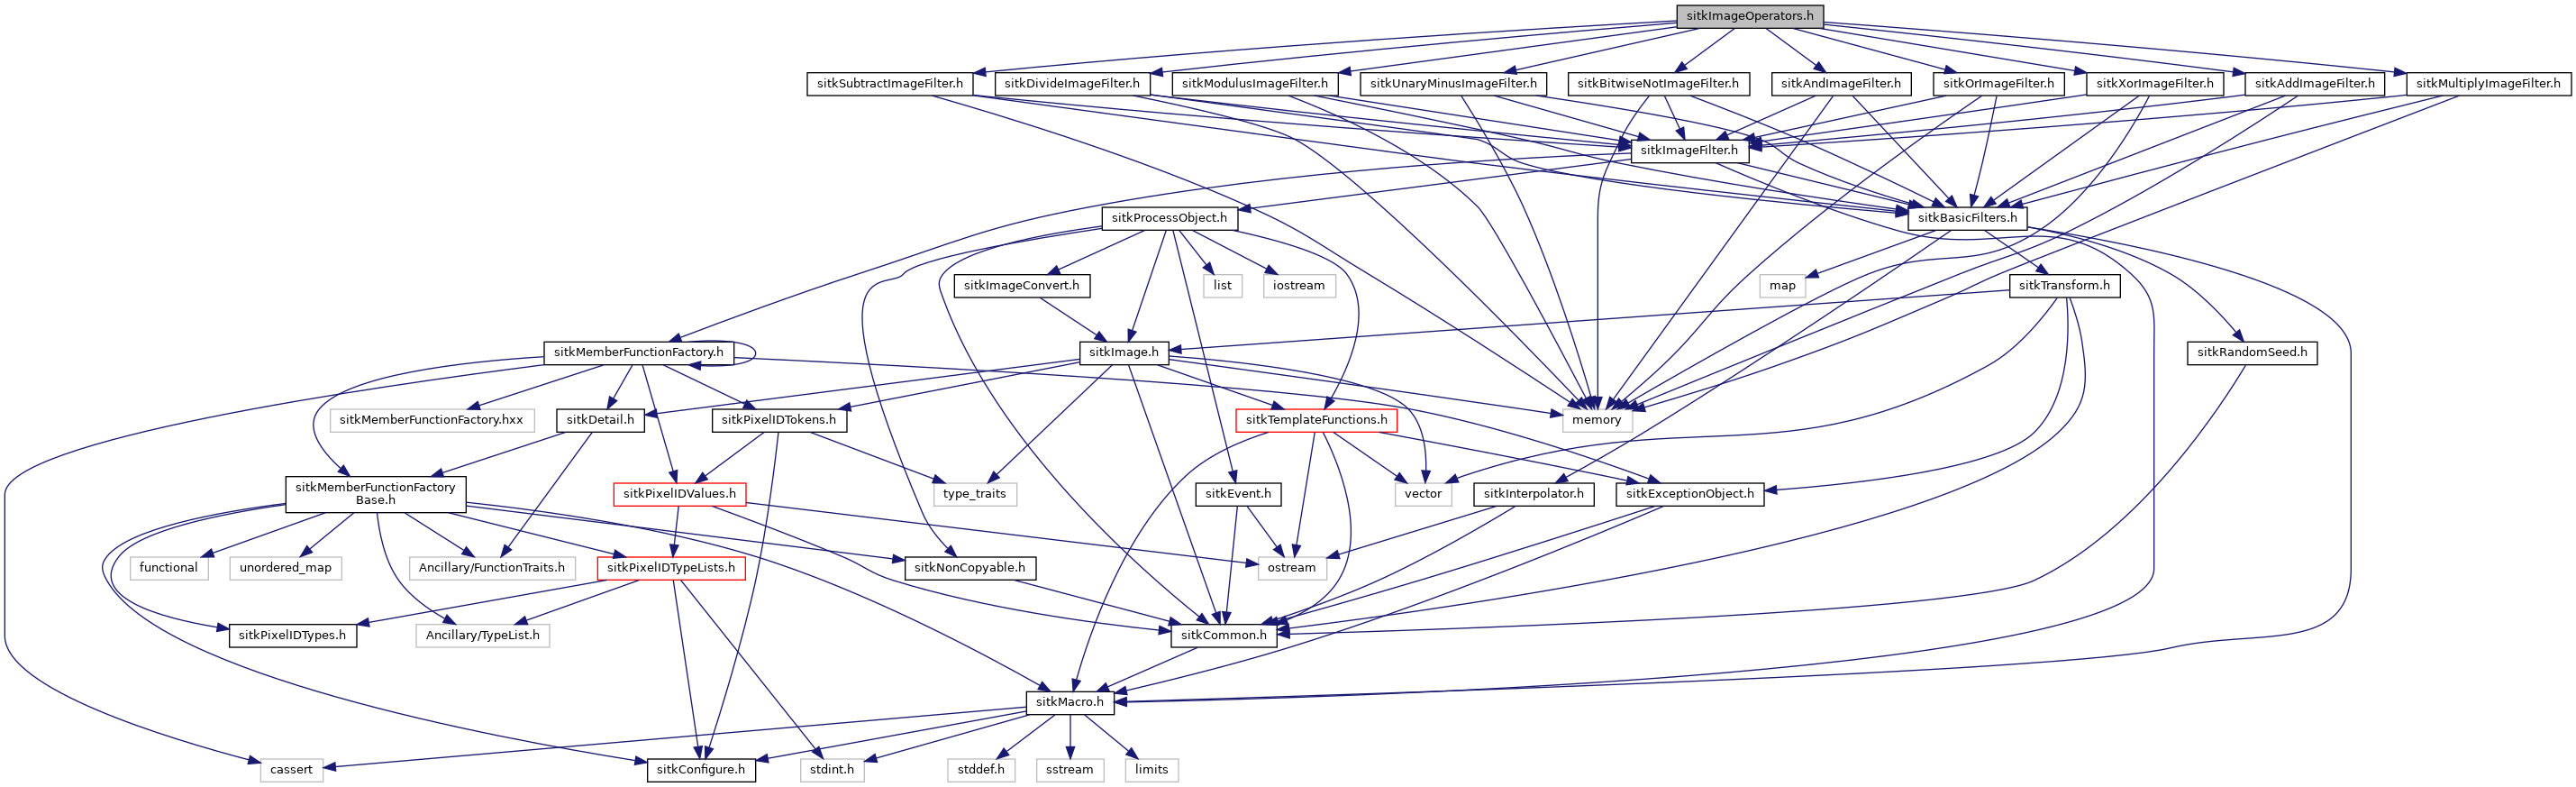 sitkImageOperators.h
sitkSubtractImageFilter.h
sitkDivideImageFilter.h
sitkModulusImageFilter.h
sitkUnaryMinusImageFilter.h
sitkBitwiseNotImageFilter.h
sitkAndImageFilter.h
sitkOrImageFilter.h
sitkXorImageFilter.h
sitkAddImageFilter.h
sitkMultiplyImageFilter.h
sitkImageFilter.h
sitkProcessObject.h
sitkBasicFilters.h
sitkImageConvert.h
list
iostream
map
sitkTransform.h
sitkMemberFunctionFactory.h
sitkImage.h
sitkRandomSeed.h
sitkMemberFunctionFactory.hxx
sitkDetail.h
sitkPixelIDTokens.h
sitkTemplateFunctions.h
memory
sitkMemberFunctionFactory
Base.h
sitkPixelIDValues.h
type_traits
sitkEvent.h
vector
sitkInterpolator.h
sitkExceptionObject.h
functional
unordered_map
Ancillary/FunctionTraits.h
sitkPixelIDTypeLists.h
sitkNonCopyable.h
ostream
sitkPixelIDTypes.h
Ancillary/TypeList.h
sitkCommon.h
sitkMacro.h
cassert
sitkConfigure.h
stdint.h
stddef.h
sstream
limits